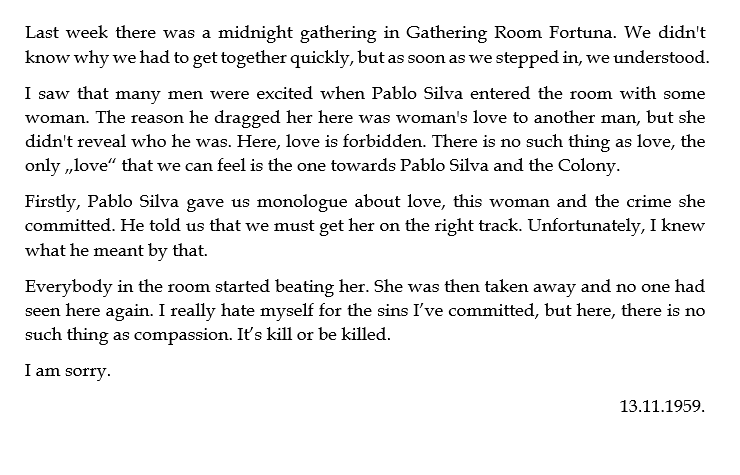 Last week there was a midnight gathering in Gathering Room Fortuna. We didn't
know why we had to get together quickly, but as soon as we stepped in, we understood.
I saw that many men were excited when Pablo Silva entered the room with some
woman. The reason he dragged her here was woman's love to another man, but she
didn't reveal who he was. Here, love is forbidden. There is no such thing as love, the
only „love“ that we can feel is the one towards Pablo Silva and the Colony.
Firstly, Pablo Silva gave us monologue about love, this woman and the crime she
committed. He told us that we must get her on the right track. Unfortunately, I knew
what he meant by that.
Everybody in the room started beating her. She was then taken away and no one had
seen here again. I really hate myself for the sins I’ve committed, but here, there is no
such thing as compassion. It’s kill or be killed.
I am sorry.
13.11.1959.